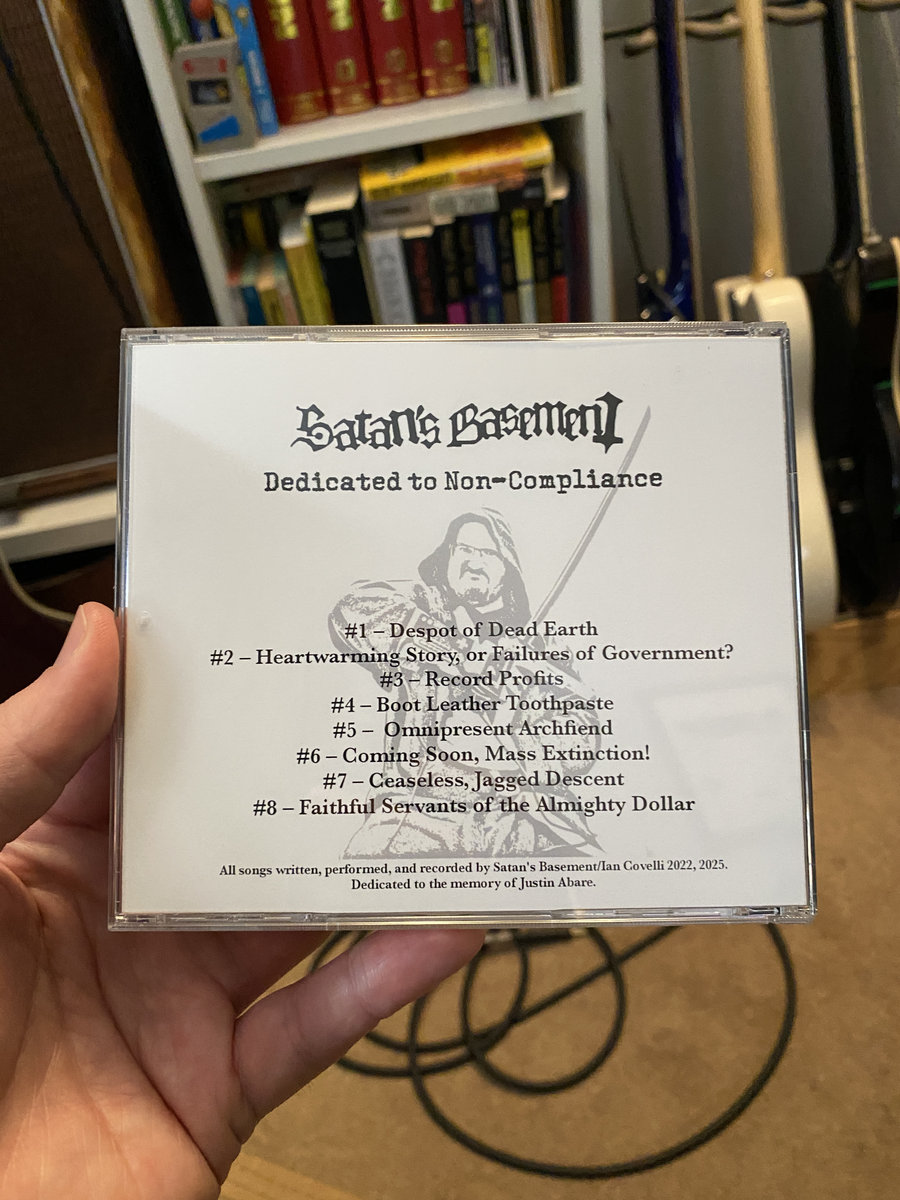 Satan's Basement
Dedicated to Non-Compliance
#1 – Despot of Dead Earth
#2 – Heartwarming Story, or Failures of Government?
#3 – Record Profits
#4 – Boot Leather Toothpaste
#5 –  Omnipresent Archfiend
#6 – Coming Soon, Mass Extinction!
#7 – Ceaseless, Jagged Descent
#8 – Faithful Servants of the Almighty Dollar
All songs written, performed, and recorded by Satan's Basement/Ian Covelli 2022, 2025.
Dedicated to the memory of Justin Abare.